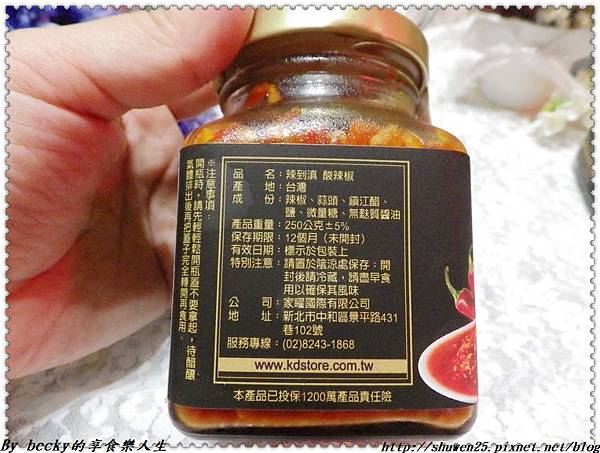 ※注意事項：
開瓶時，請先輕輕鬆開瓶蓋不要拿起，待醋釀
氣體排出後再把蓋子完全轉開再食用。
品　名：辣到滇 酸辣椒
產　地：台灣
成　份：辣椒、蒜頭、鎮江醋、
鹽、微量糖、無麩質醬油
產品重量：250公克±5%
保存期限：12個月（未開封）
有效日期：標示於包裝上
特別注意：請置於陰涼處保存；開
封後請冷藏，請盡早食
用以確保其風味
公　司：家曜國際有限公司
地　址：新北市中和區景平路431
巷102號
服務專線：(02)8243-1868
www.kdstore.com.tw
本產品已投保1200萬產品責任險
By becky的享食樂人生
http://shuwen25.pixnet.net/blog